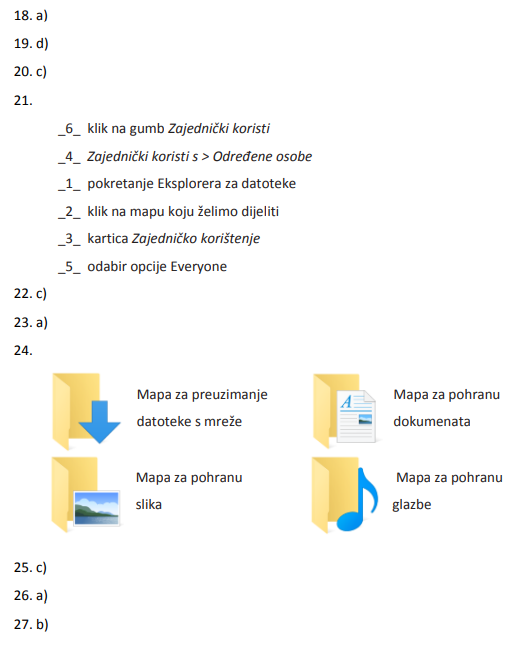 18. a)
19. d)
20. c)
21.
_6_ klik na gumb Zajednički koristi
_4_ Zajednički koristi s > Određene osobe
_1_ pokretanje Eksplorera za datoteke
_2_ klik na mapu koju želimo dijeliti
_3_ kartica Zajedničko korištenje
_5_ odabir opcije Everyone
22. c)
23. a)
24.
Mapa za preuzimanje
datoteke s mreže
A
Mapa za pohranu
dokumenata
Mapa za pohranu
slika
Mapa za pohranu
glazbe
25. c)
26. a)
27. b)